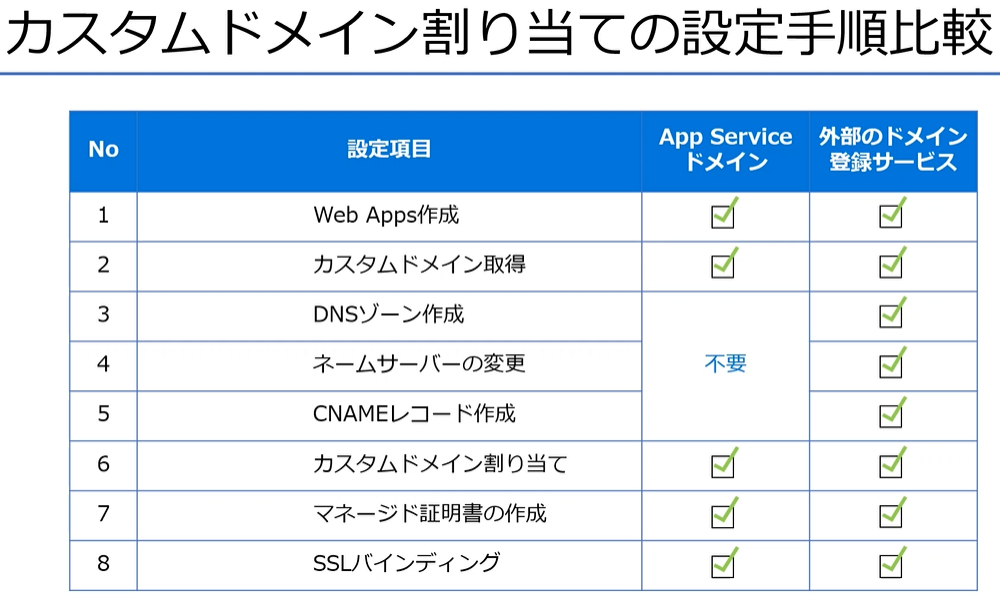 カスタムドメイン割り当ての設定手順比較
No 設定項目 App Service ドメイン 外部のドメイン 登録サービス
1 Web Apps作成
2 カスタムドメイン取得
3 DNSゾーン作成
4 ネームサーバーの変更 不要
5 CNAMEレコード作成
6 カスタムドメイン割り当て
7 マネージド証明書の作成
8 SSLバインディング